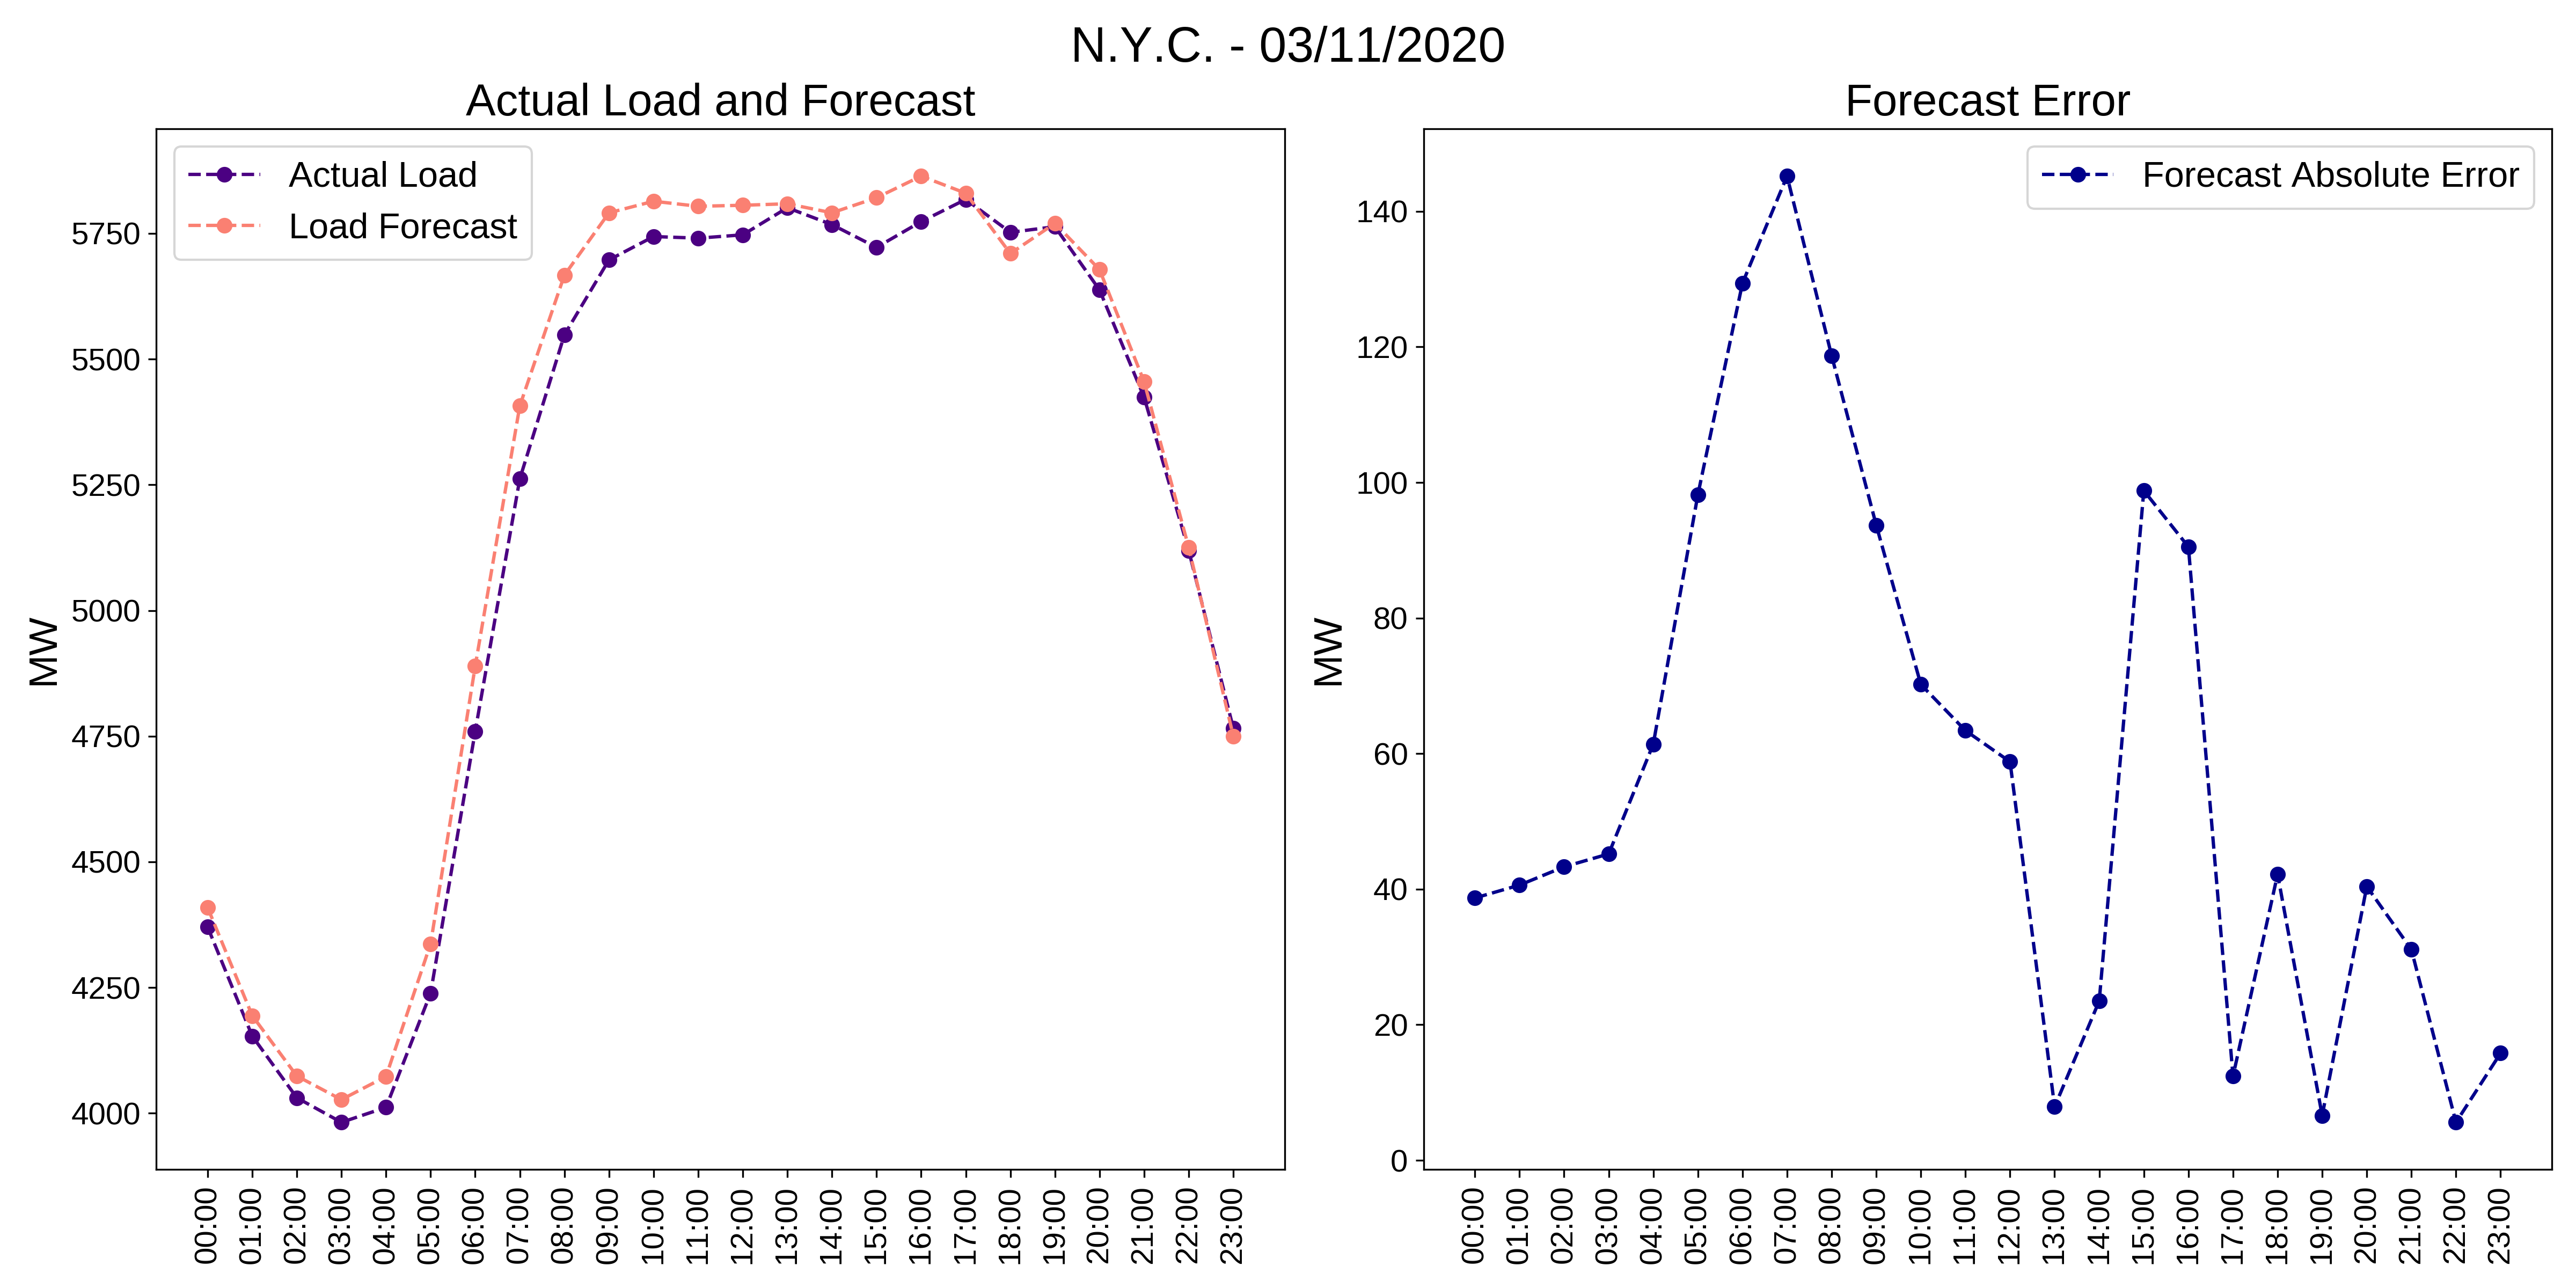 N.Y.C. - 03/11/2020
Actual Load and Forecast
Actual Load
Load Forecast
MW
5750
5500
5250
5000
4750
4500
4250
4000
00:00 01:00 02:00 03:00 04:00 05:00 06:00 07:00 08:00 09:00 10:00 11:00 12:00 13:00 14:00 15:00 16:00 17:00 18:00 19:00 20:00 21:00 22:00 23:00
Forecast Error
Forecast Absolute Error
MW
140
120
100
80
60
40
20
0
00:00 01:00 02:00 03:00 04:00 05:00 06:00 07:00 08:00 09:00 10:00 11:00 12:00 13:00 14:00 15:00 16:00 17:00 18:00 19:00 20:00 21:00 22:00 23:00